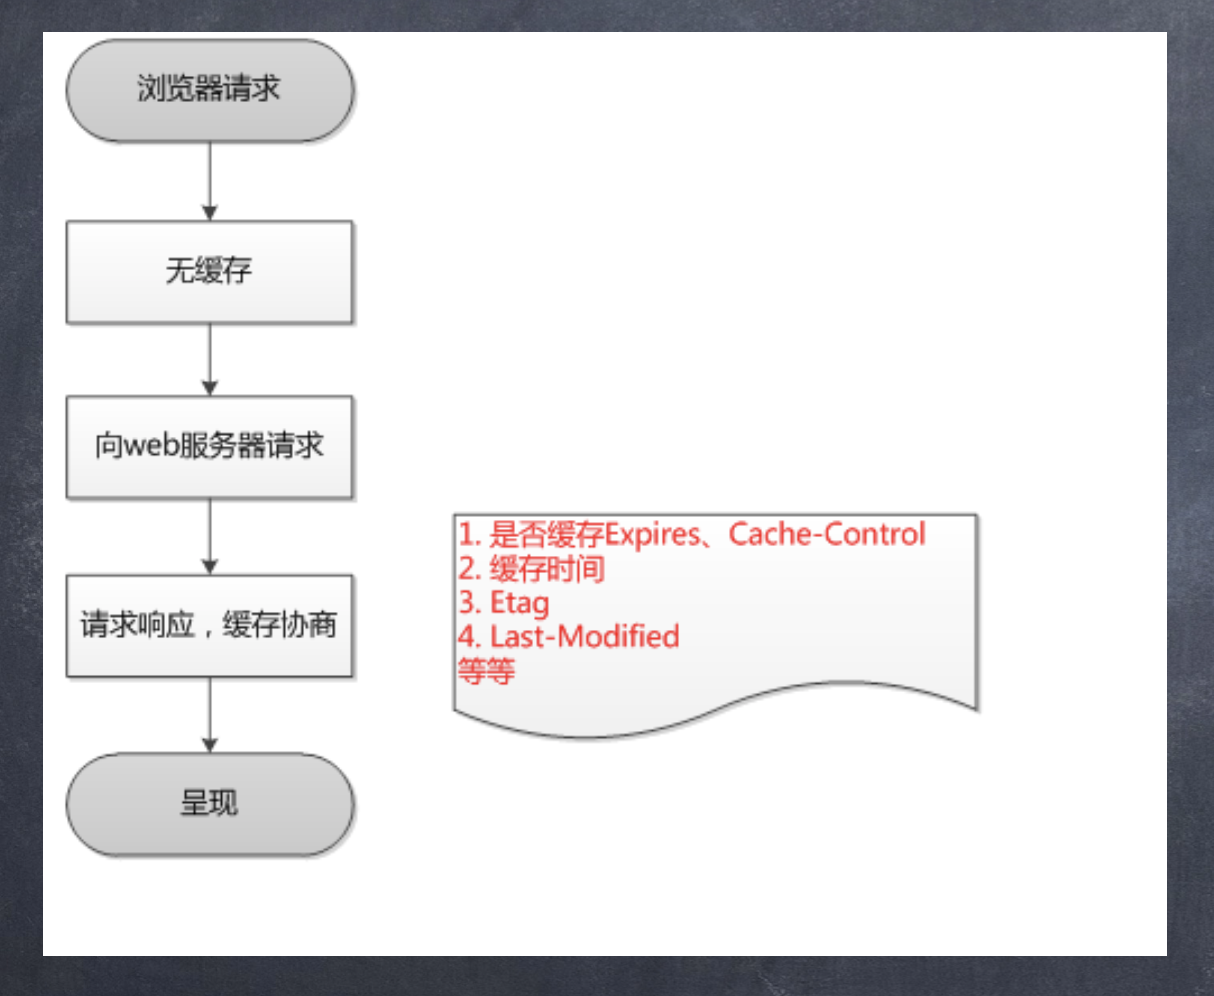 浏览器请求
无缓存
向web服务器请求
请求响应，缓存协商
呈现
1. 是否缓存Expires、Cache-Control
2. 缓存时间
3. Etag
4. Last-Modified
等等